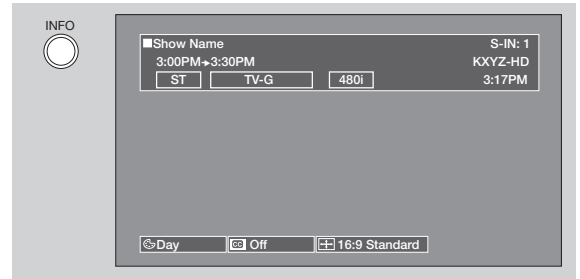 INFO
■Show Name S-IN: 1
3:00PM➔3:30PM KXYZ-HD
ST TV-G 480i 3:17PM
Day CC Off 16:9 Standard